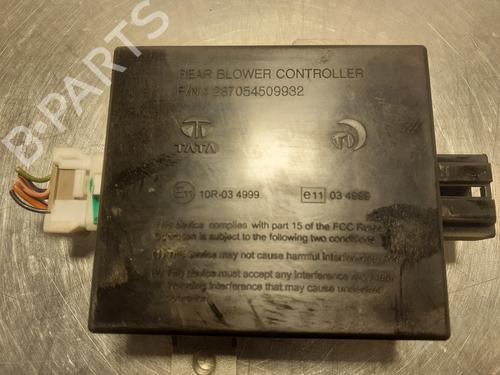 REAR BLOWER CONTROLLER
P/N : 287054509932
TATA
E11 10R-03 4999
e11 03 4999
This device complies with part 15 of the FCC Rules
Operation is subject to the following two conditions
device may not cause harmful interference
This device must accept any interference
including interference that may cause undesired
operation
B-PARTS